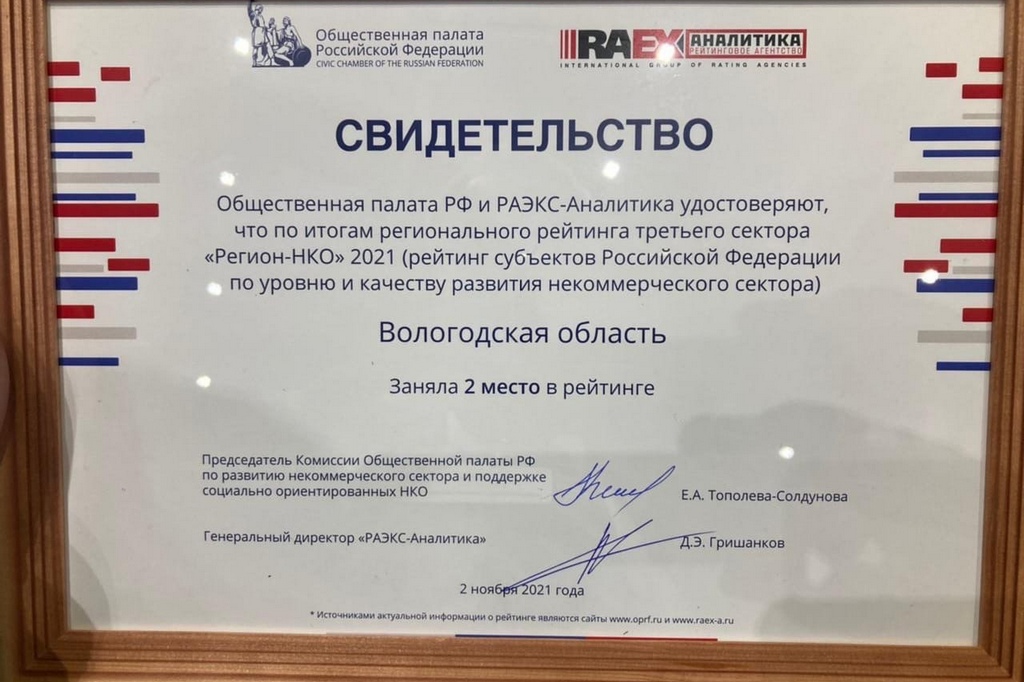 Общественная палата
Российской Федерации
CIVIC CHAMBER OF THE RUSSIAN FEDERATION
RAEX АНАЛИТИКА
РЕЙТИНГОВОЕ АГЕНТСТВО
INTERNATIONAL GROUP OF RATING AGENCIES
СВИДЕТЕЛЬСТВО
Общественная палата РФ и РАЭКС-Аналитика удостоверяют,
что по итогам регионального рейтинга третьего сектора
«Регион-НКО» 2021 (рейтинг субъектов Российской Федерации
по уровню и качеству развития некоммерческого сектора)
Вологодская область
Заняла 2 место в рейтинге
Председатель Комиссии Общественной палаты РФ
по развитию некоммерческого сектора и поддержке
социально ориентированных НКО
Е.А. Тополева-Солдунова
Генеральный директор «РАЭКС-Аналитика»
Д.Э. Гришанков
2 ноября 2021 года
* Источниками актуальной информации о рейтинге являются сайты www.oprf.ru и www.raex-a.ru